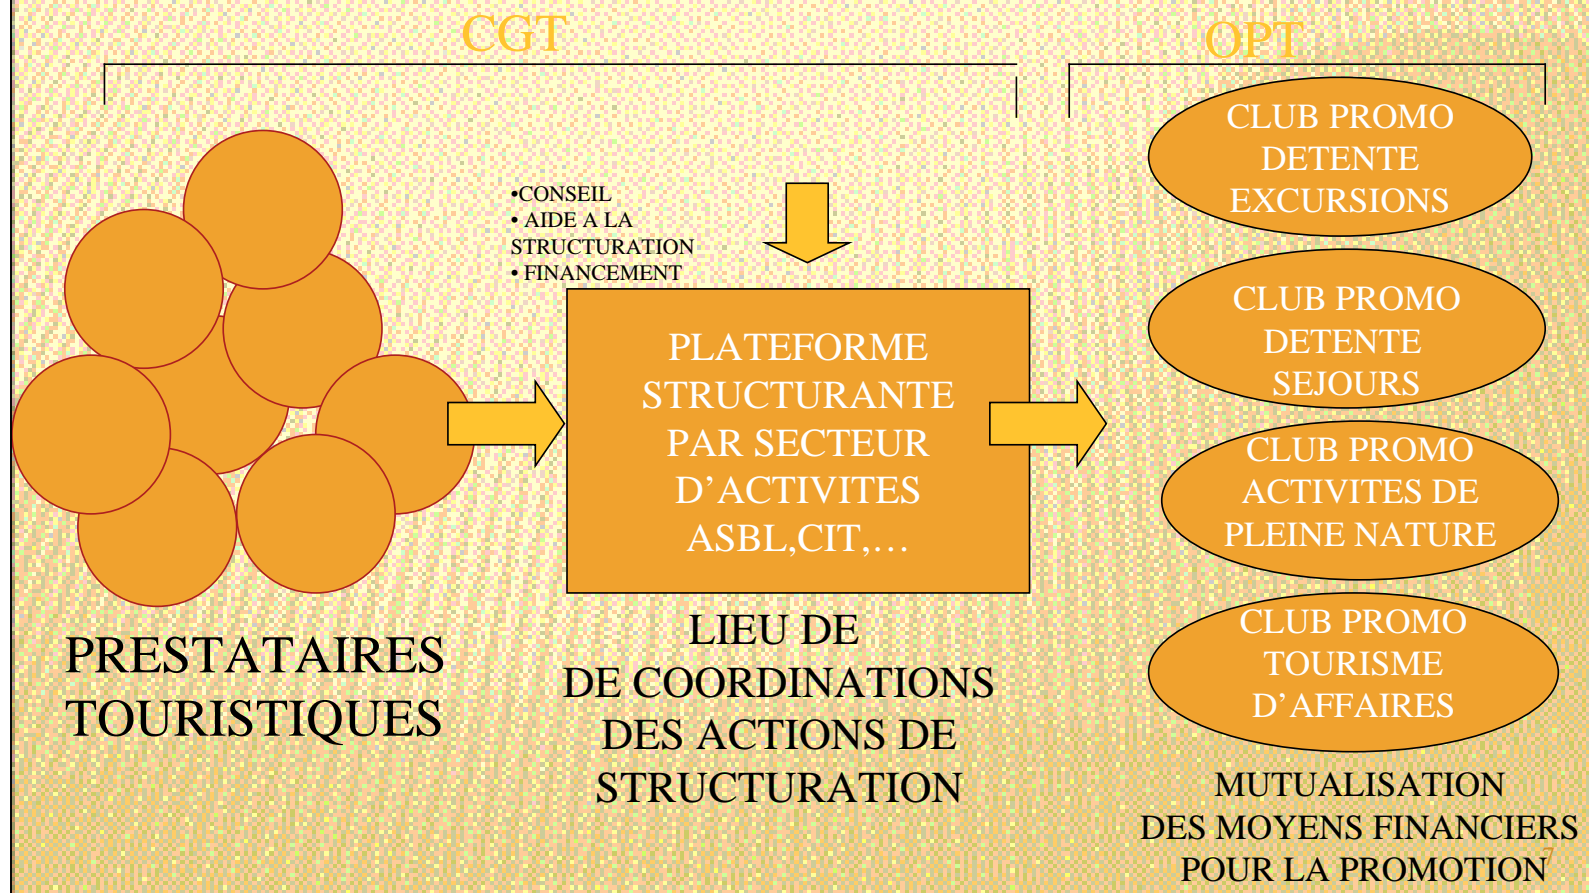 CGT
OPT
•CONSEIL
• AIDE A LA
STRUCTURATION
• FINANCEMENT
PRESTATAIRES
TOURISTIQUES
PLATEFORME
STRUCTURANTE
PAR SECTEUR
D’ACTIVITES
ASBL,CIT,…
LIEU DE
DE COORDINATIONS
DES ACTIONS DE
STRUCTURATION
CLUB PROMO
DETENTE
EXCURSIONS
CLUB PROMO
DETENTE
SEJOURS
CLUB PROMO
ACTIVITES DE
PLEINE NATURE
CLUB PROMO
TOURISME
D’AFFAIRES
MUTUALISATION
DES MOYENS FINANCIERS
POUR LA PROMOTION
7